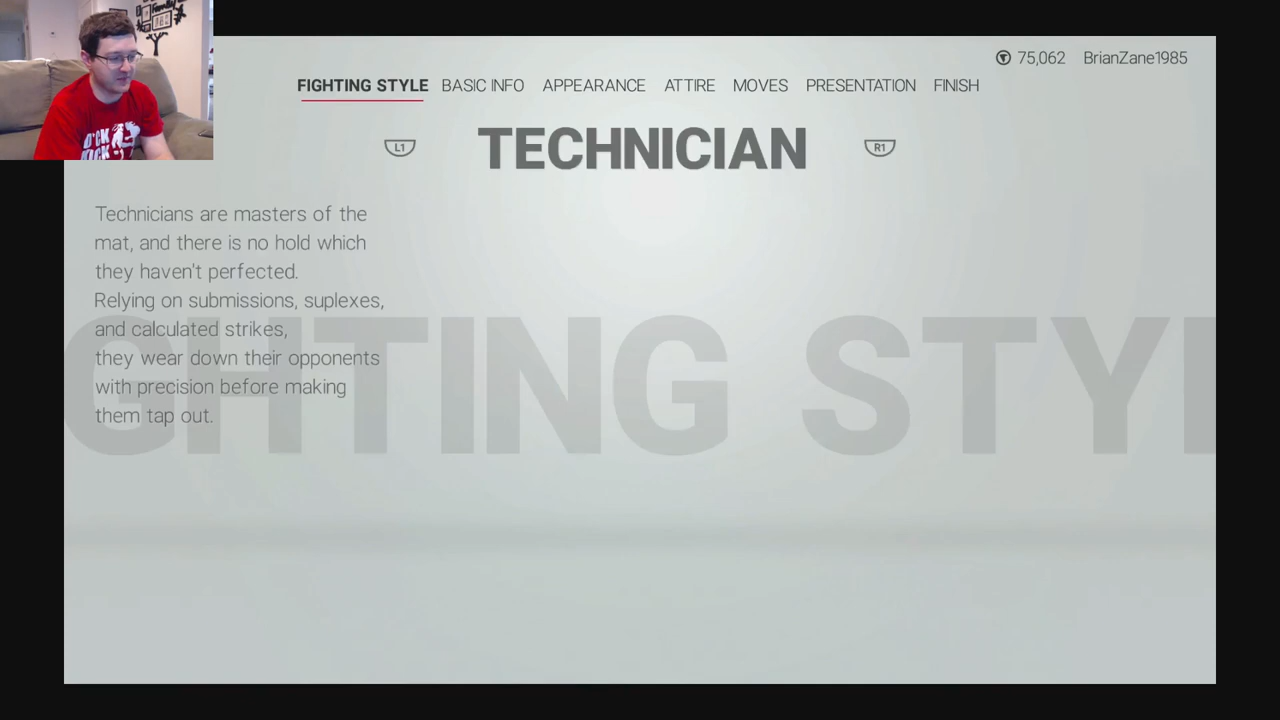 75,062 BrianZane1985
FIGHTING STYLE BASIC INFO APPEARANCE ATTIRE MOVES PRESENTATION FINISH
L1 TECHNICIAN R1
Technicians are masters of the
mat, and there is no hold which
they haven't perfected.
Relying on submissions, suplexes,
and calculated strikes,
they wear down their opponents
with precision before making
them tap out.
GHTING STY